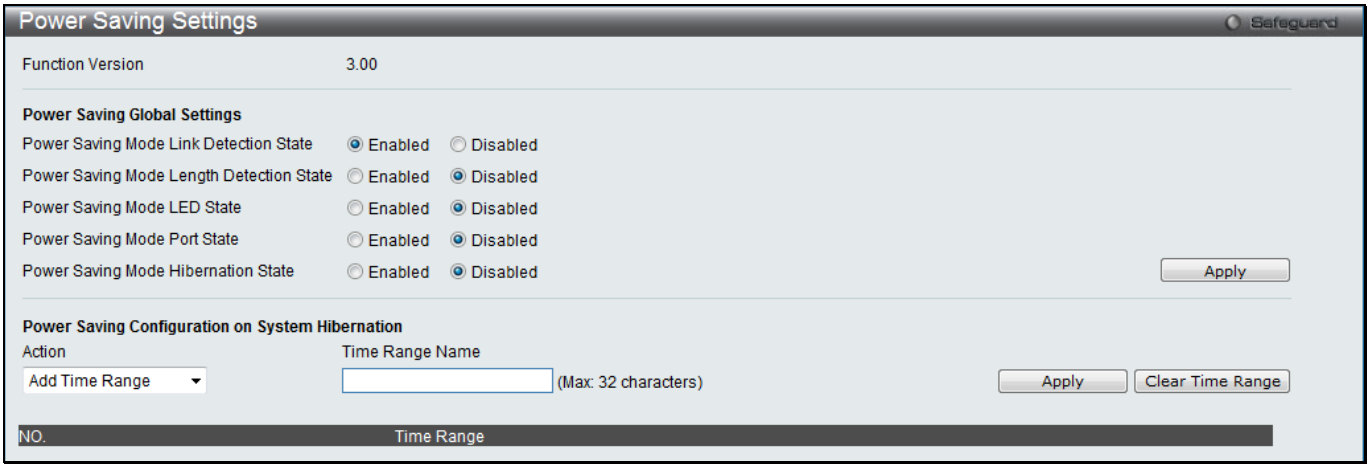 Power Saving Settings
Safeguard
Function Version 3.00
Power Saving Global Settings
Power Saving Mode Link Detection State Enabled Disabled
Power Saving Mode Length Detection State Enabled Disabled
Power Saving Mode LED State Enabled Disabled
Power Saving Mode Port State Enabled Disabled
Power Saving Mode Hibernation State Enabled Disabled Apply
Power Saving Configuration on System Hibernation
Action Time Range Name
Add Time Range (Max: 32 characters) Apply Clear Time Range
NO. Time Range